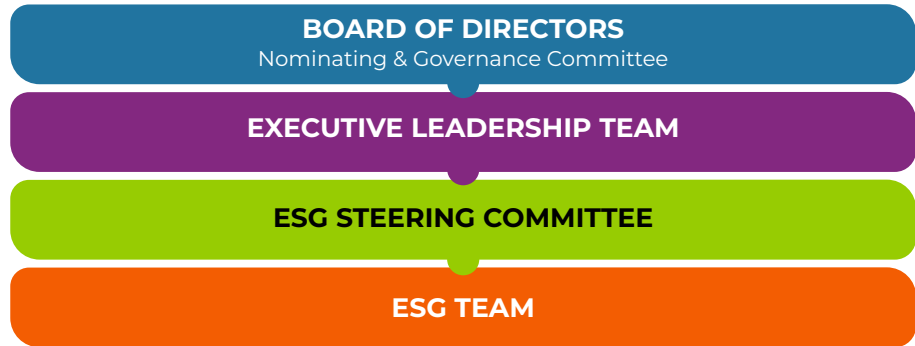 BOARD OF DIRECTORS
Nominating & Governance Committee
EXECUTIVE LEADERSHIP TEAM
ESG STEERING COMMITTEE
ESG TEAM